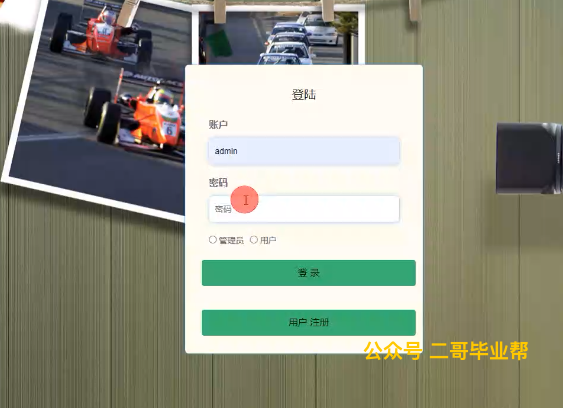 登陆
账户
admin
密码
密码
管理员 用户
登 录
用户 注册
公众号 二哥毕业帮
6